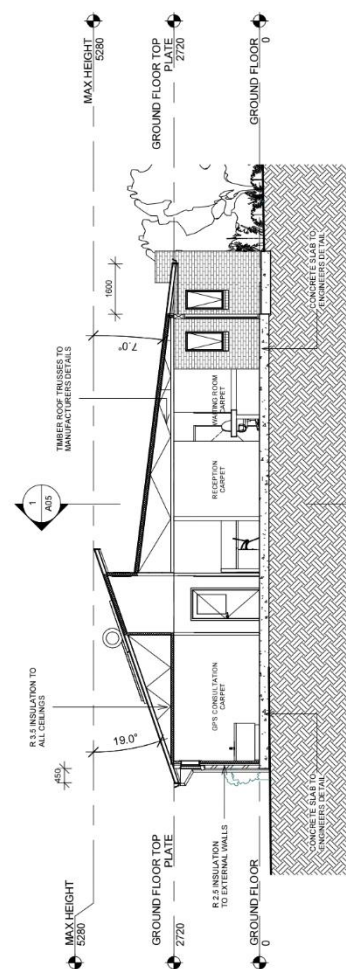 MAX HEIGHT
5280
GROUND FLOOR TOP
PLATE
2720
GROUND FLOOR
0
450
19.0°
R 3.5 INSULATION TO
ALL CEILINGS
R 2.5 INSULATION
TO EXTERNAL WALLS
GP'S CONSULTATION
CARPET
CONCRETE SLAB TO
ENGINEERS DETAIL
1
A05
TIMBER ROOF TRUSSES TO
MANUFACTURERS DETAILS
7.0°
1600
RECEPTION
CARPET
WAITING ROOM
CARPET
CONCRETE SLAB TO
ENGINEERS DETAIL
MAX HEIGHT
5280
GROUND FLOOR TOP
PLATE
2720
GROUND FLOOR
0